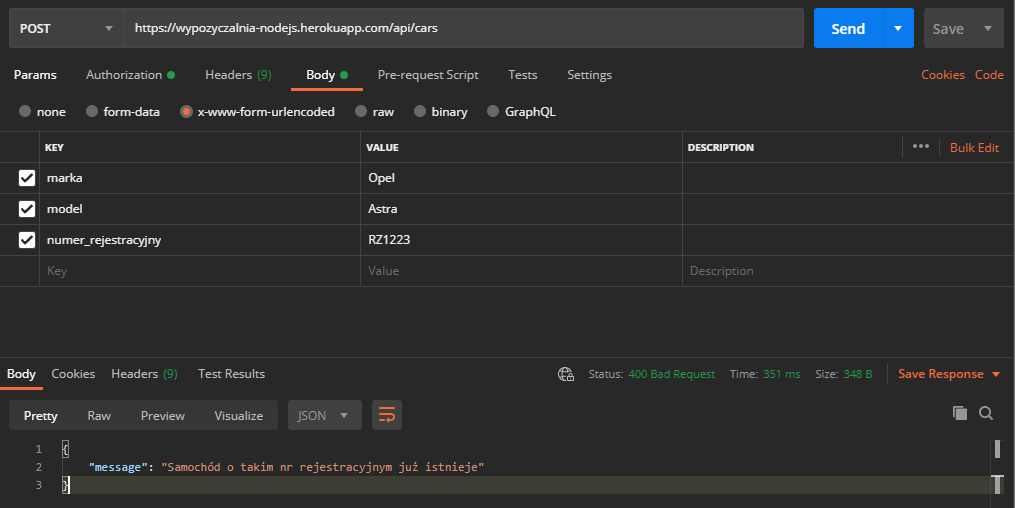 POST https://wypozyczalnia-nodejs.herokuapp.com/api/cars Send Save
Params Authorization Headers (9) Body Pre-request Script Tests Settings Cookies Code
none form-data x-www-form-urlencoded raw binary GraphQL
KEY VALUE DESCRIPTION ••• Bulk Edit
marka Opel
model Astra
numer_rejestracyjny RZ1223
Key Value Description
Body Cookies Headers (9) Test Results Status: 400 Bad Request Time: 351 ms Size: 348 B Save Response
Pretty Raw Preview Visualize JSON
1 {
2 "message": "Samochód o takim nr rejestracyjnym już istnieje"
3 }